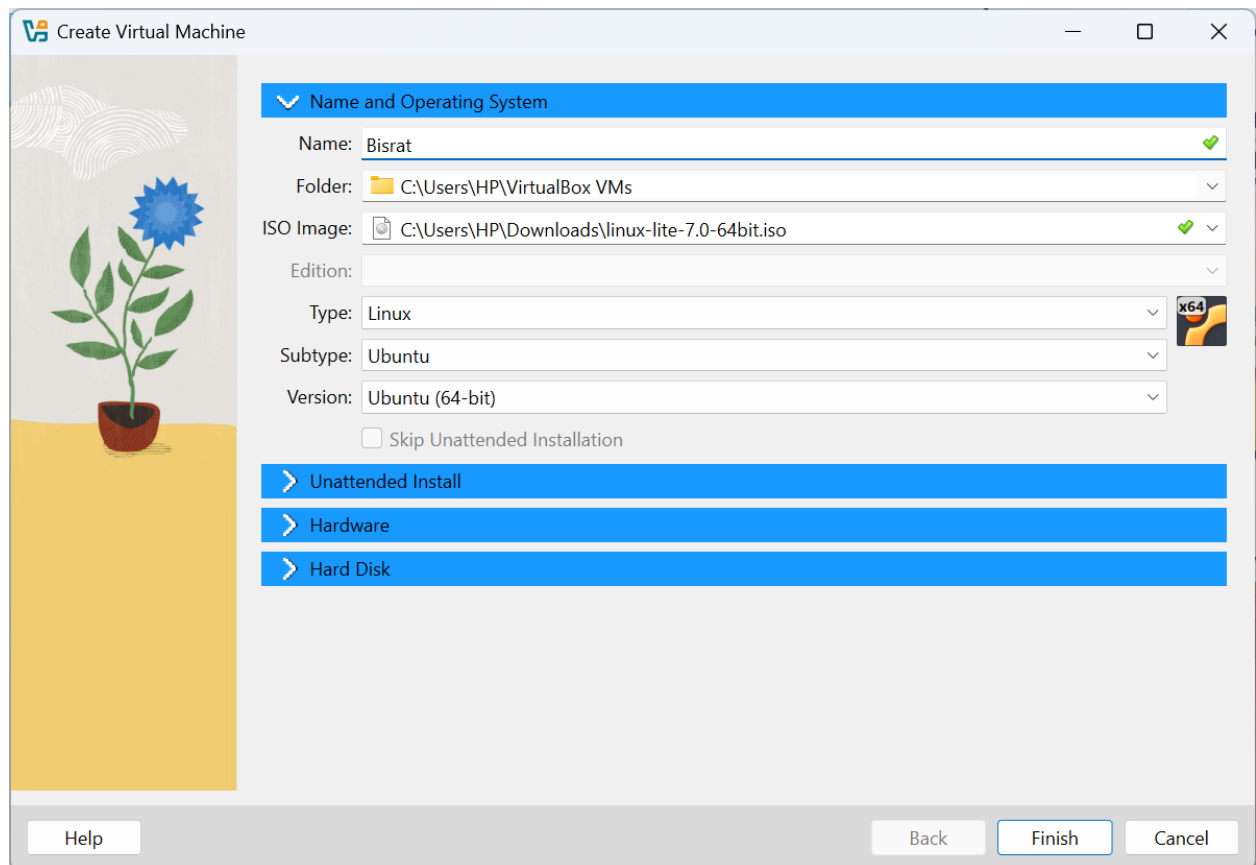 Create Virtual Machine
Name and Operating System
Name: Bisrat
Folder: C:\Users\HP\VirtualBox VMs
ISO Image: C:\Users\HP\Downloads\linux-lite-7.0-64bit.iso
Edition:
Type: Linux
x64
Subtype: Ubuntu
Version: Ubuntu (64-bit)
Skip Unattended Installation
Unattended Install
Hardware
Hard Disk
Help Back Finish Cancel